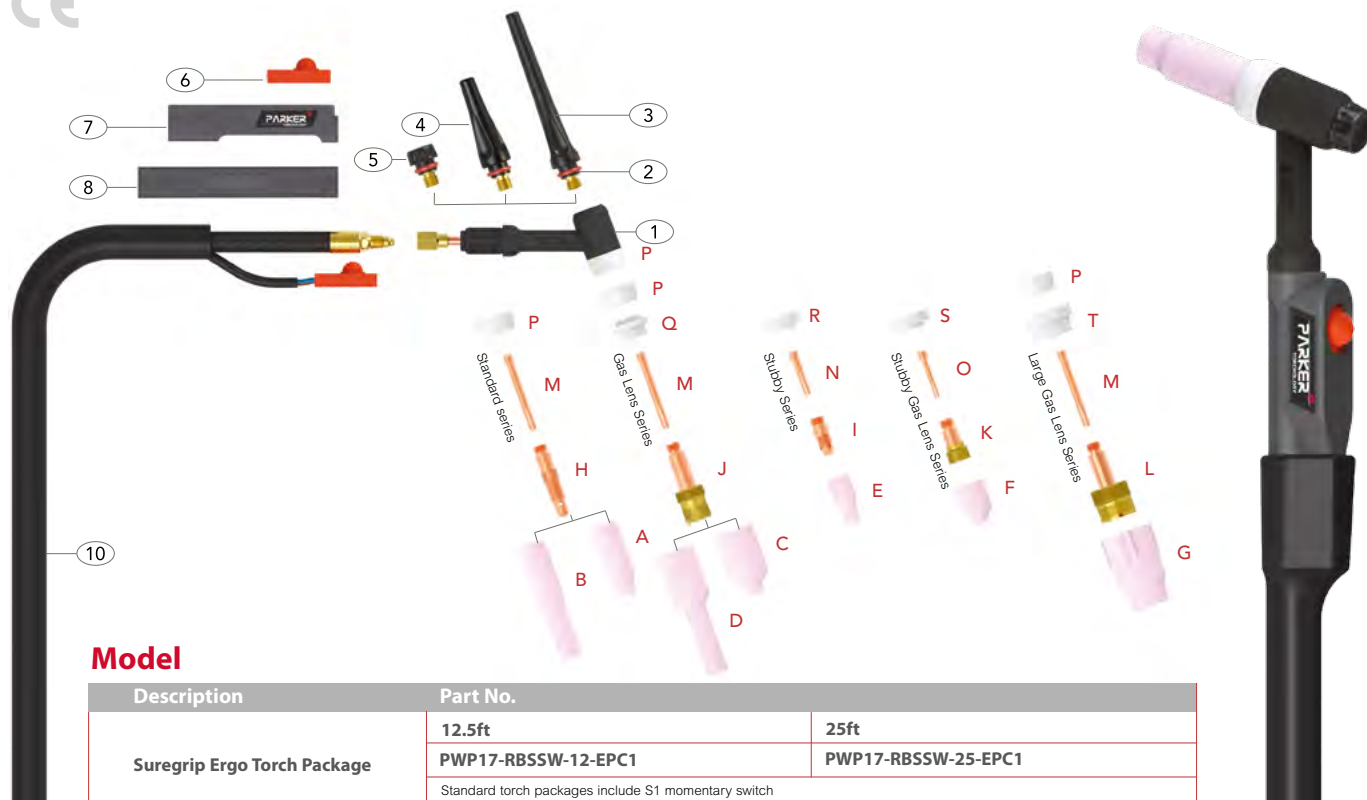 CE
6
7
PARKER
8
5
4
3
2
1
P
P
P
Q
R
S
P
T
Standard series
M
Gas Lens Series
M
Stubby Series
N
Stubby Gas Lens Series
O
Large Gas Lens Series
M
H
J
I
K
L
E
F
G
A
B
C
D
10
PARKER
Model
Description Part No.
12.5ft 25ft
Suregrip Ergo Torch Package
PWP17-RBSSW-12-EPC1 PWP17-RBSSW-25-EPC1
Standard torch packages include S1 momentary switch